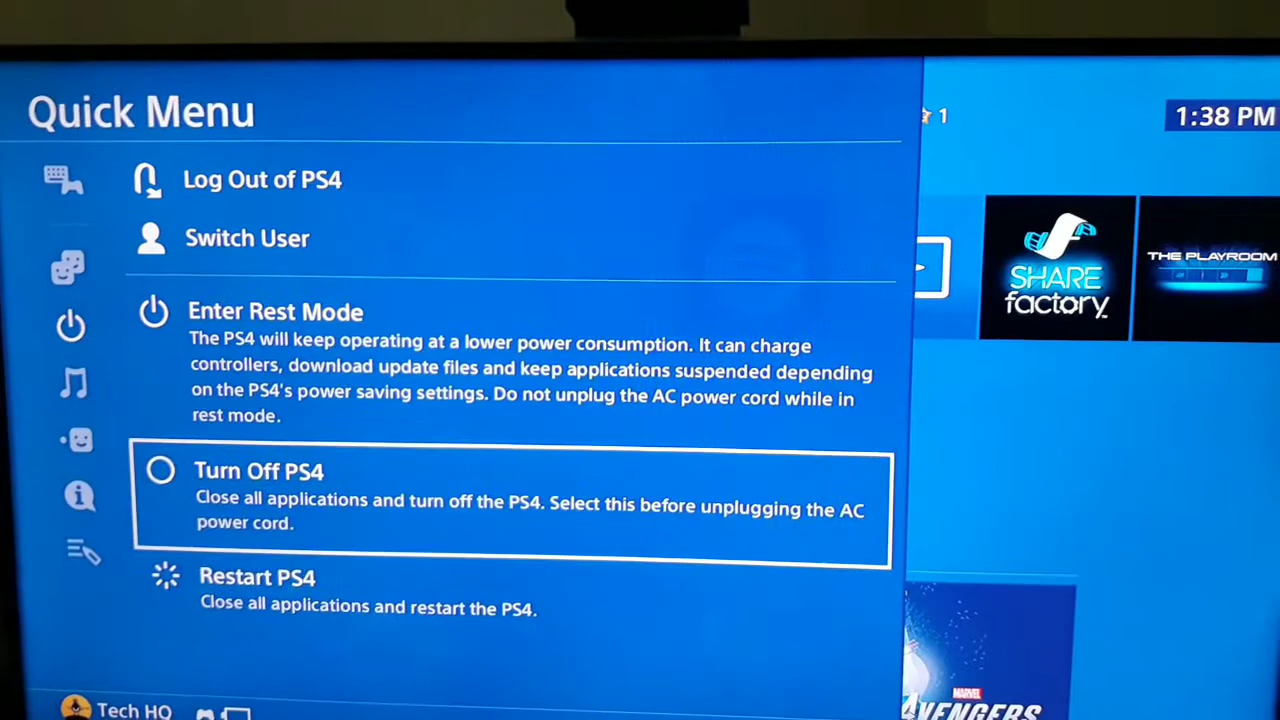 Quick Menu
1
1:38 PM
Log Out of PS4
Switch User
Enter Rest Mode
The PS4 will keep operating at a lower power consumption. It can charge
controllers, download update files and keep applications suspended depending
on the PS4's power saving settings. Do not unplug the AC power cord while in
rest mode.
Turn Off PS4
Close all applications and turn off the PS4. Select this before unplugging the AC
power cord.
Restart PS4
Close all applications and restart the PS4.
Tech HQ
SHARE
factory™
THE PLAYROOM
MARVEL
AVENGERS